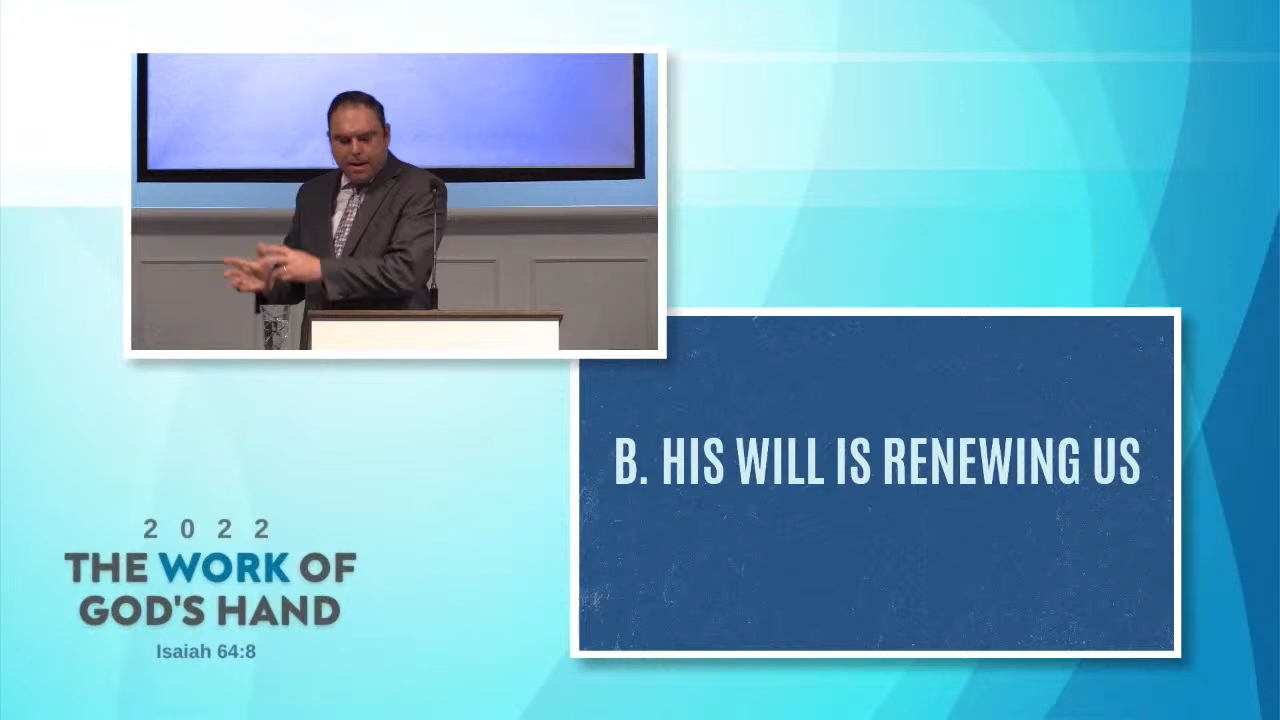 B. HIS WILL IS RENEWING US
2022
THE WORK OF
GOD'S HAND
Isaiah 64:8